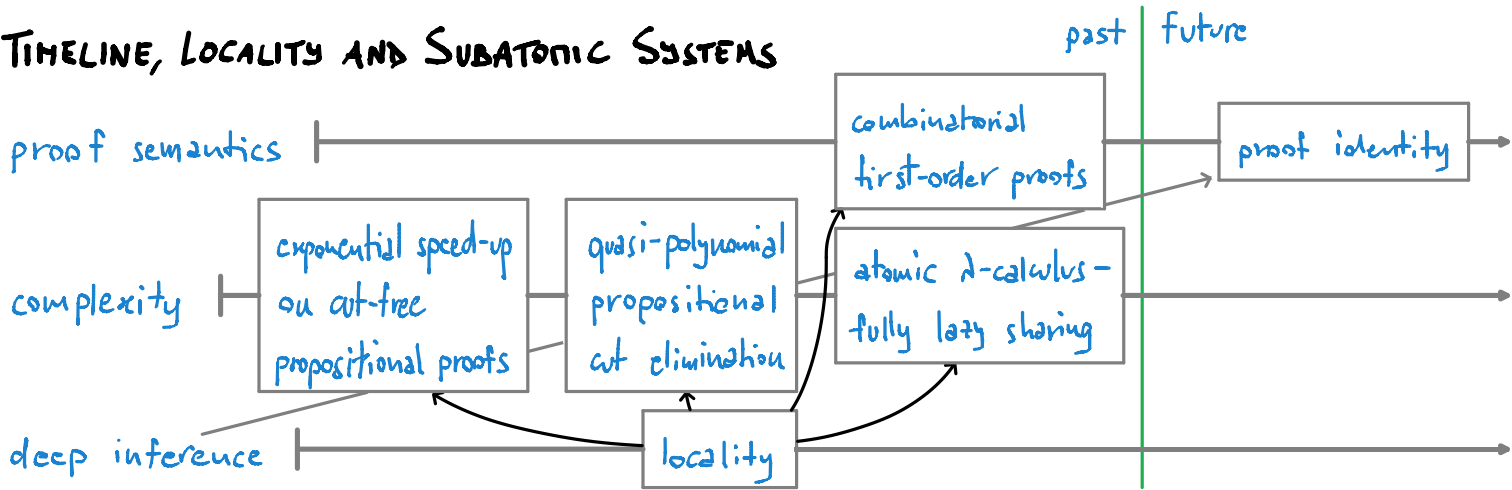 TIMELINE, LOCALITY AND SUBATOMIC SYSTEMS
past future
proof semantics
combinatorial
first-order proofs
proof identity
complexity
exponential speed-up
on cut-free
propositional proofs
quasi-polynomial
propositional
cut elimination
atomic λ-calculus –
fully lazy sharing
deep inference
locality